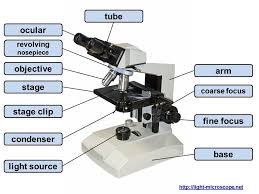 tube
ocular
revolving
nosepiece
objective
stage
stage clip
condenser
light source
arm
coarse focus
fine focus
base
http://light-microscope.net